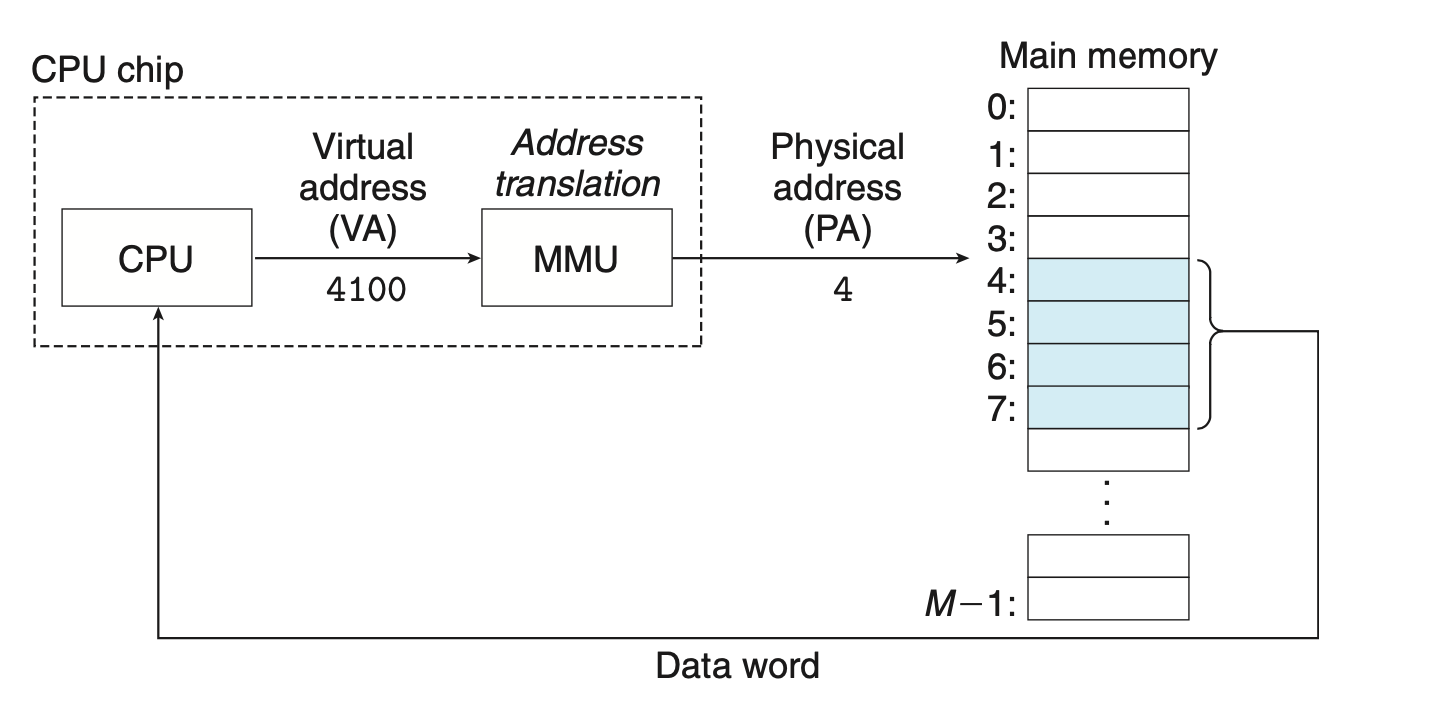 CPU chip
Main memory
Virtual
address
(VA)
Address
translation
Physical
address
(PA)
CPU
MMU
4100
4
0:
1:
2:
3:
4:
5:
6:
7:
M−1:
Data word